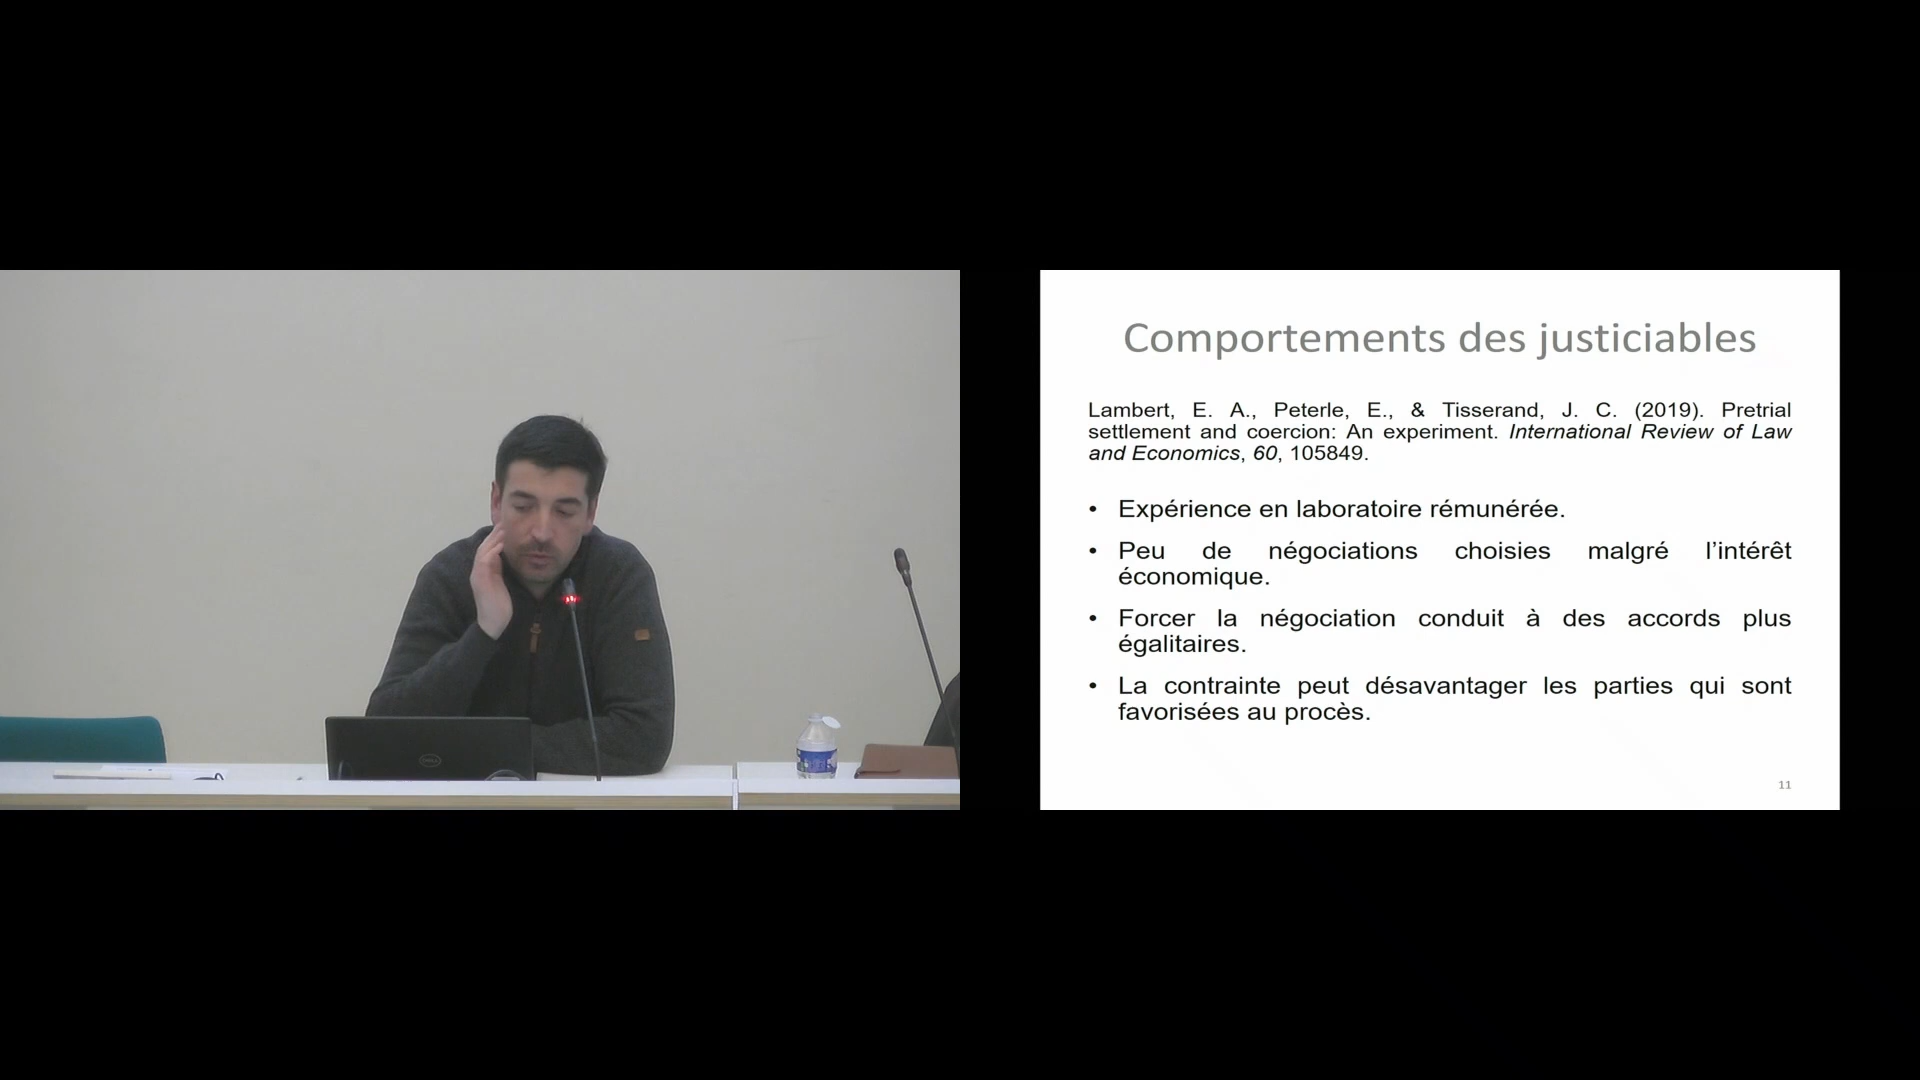 Comportements des justiciables
Lambert, E. A., Peterle, E., & Tisserand, J. C. (2019). Pretrial
settlement and coercion: An experiment. International Review of Law
and Economics, 60, 105849.
• Expérience en laboratoire rémunérée.
• Peu de négociations choisies malgré l’intérêt
économique.
• Forcer la négociation conduit à des accords plus
égalitaires.
• La contrainte peut désavantager les parties qui sont
favorisées au procès.
11
DELL